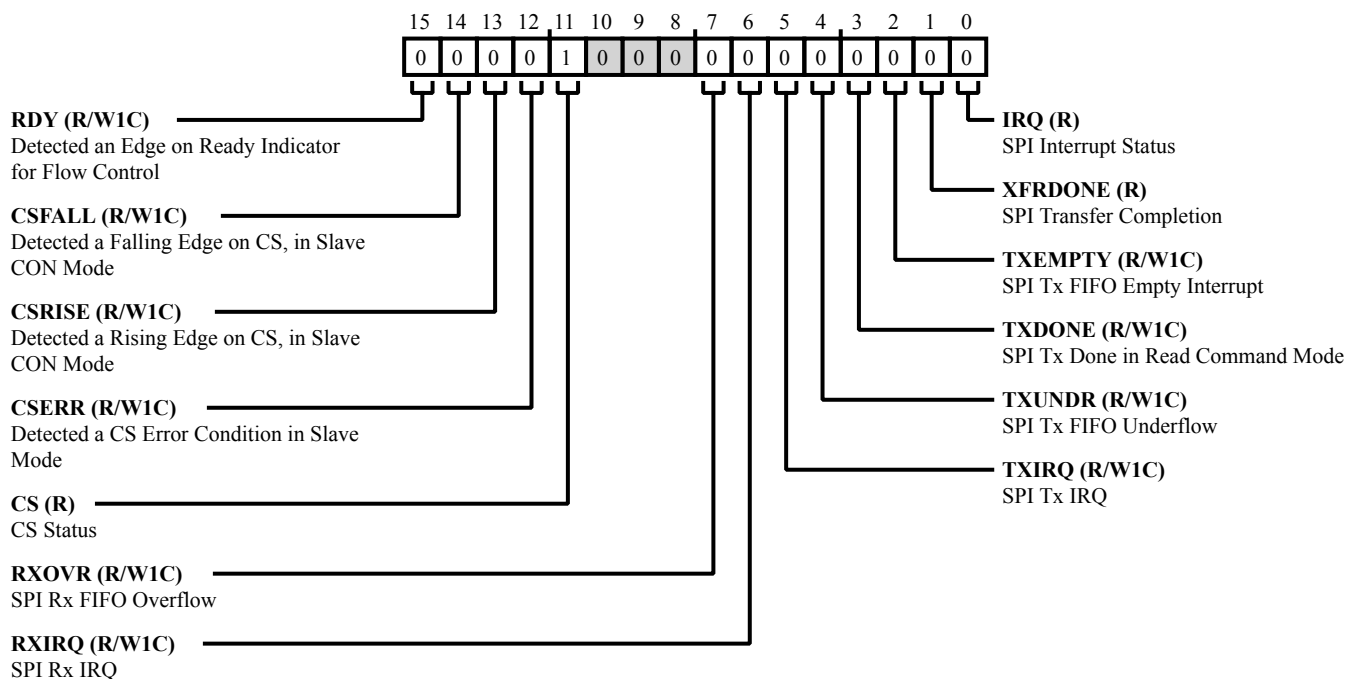 15 14 13 12 11 10 9 8 7 6 5 4 3 2 1 0
0 0 0 0 1 0 0 0 0 0 0 0 0 0 0 0
RDY (R/W1C)
Detected an Edge on Ready Indicator
for Flow Control
CSFALL (R/W1C)
Detected a Falling Edge on CS, in Slave
CON Mode
CSRISE (R/W1C)
Detected a Rising Edge on CS, in Slave
CON Mode
CSERR (R/W1C)
Detected a CS Error Condition in Slave
Mode
CS (R)
CS Status
RXOVR (R/W1C)
SPI Rx FIFO Overflow
RXIRQ (R/W1C)
SPI Rx IRQ
IRQ (R)
SPI Interrupt Status
XFRDONE (R)
SPI Transfer Completion
TXEMPTY (R/W1C)
SPI Tx FIFO Empty Interrupt
TXDONE (R/W1C)
SPI Tx Done in Read Command Mode
TXUNDR (R/W1C)
SPI Tx FIFO Underflow
TXIRQ (R/W1C)
SPI Tx IRQ